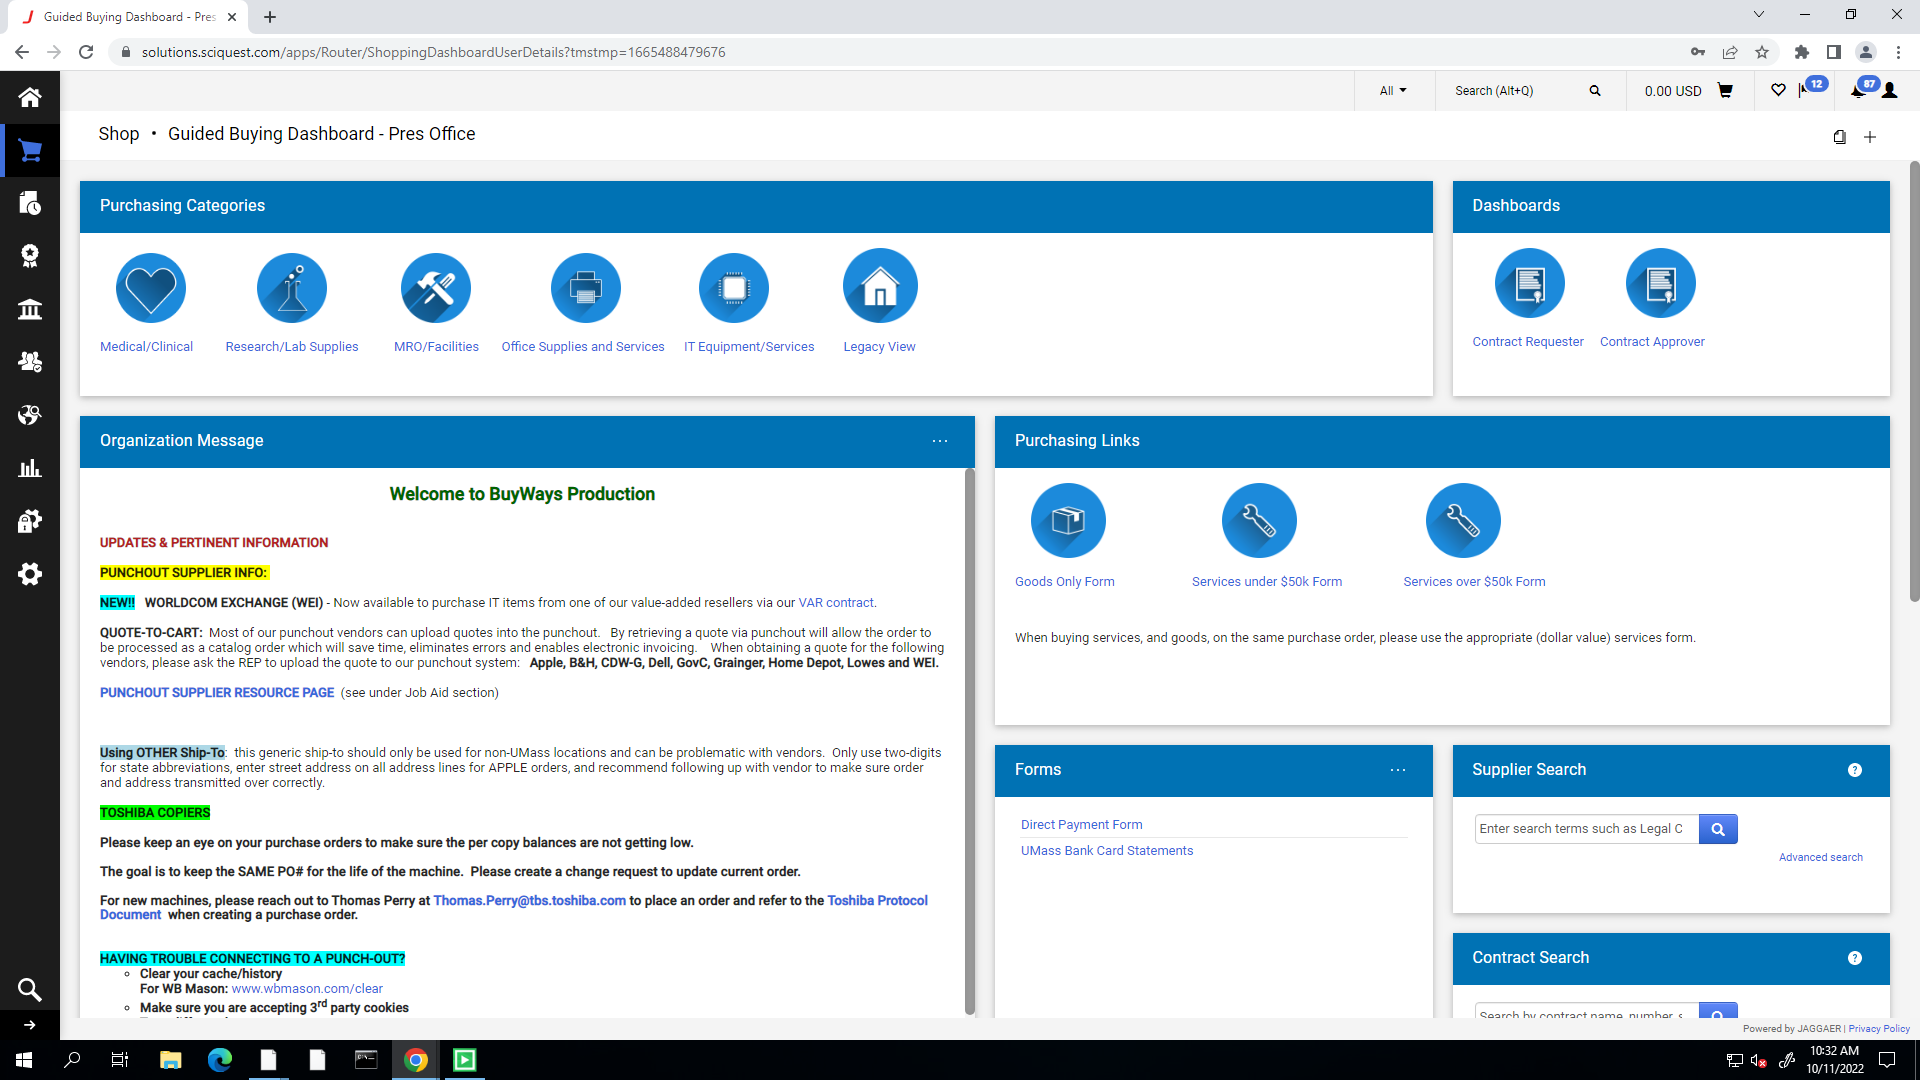 Guided Buying Dashboard - Pres
solutions.sciquest.com/apps/Router/ShoppingDashboardUserDetails?tmstmp=1665488479676
All
Search (Alt+Q)
0.00 USD
12
87
Shop • Guided Buying Dashboard - Pres Office
Purchasing Categories
Medical/Clinical
Research/Lab Supplies
MRO/Facilities
Office Supplies and Services
IT Equipment/Services
Legacy View
Dashboards
Contract Requester
Contract Approver
Organization Message
Welcome to BuyWays Production
UPDATES & PERTINENT INFORMATION
PUNCHOUT SUPPLIER INFO:
NEW!! WORLDCOM EXCHANGE (WEI) - Now available to purchase IT items from one of our value-added resellers via our VAR contract.
QUOTE-TO-CART: Most of our punchout vendors can upload quotes into the punchout. By retrieving a quote via punchout will allow the order to
be processed as a catalog order which will save time, eliminates errors and enables electronic invoicing. When obtaining a quote for the following
vendors, please ask the REP to upload the quote to our punchout system: Apple, B&H, CDW-G, Dell, GovC, Grainger, Home Depot, Lowes and WEI.
PUNCHOUT SUPPLIER RESOURCE PAGE (see under Job Aid section)
Using OTHER Ship-To: this generic ship-to should only be used for non-UMass locations and can be problematic with vendors. Only use two-digits
for state abbreviations, enter street address on all address lines for APPLE orders, and recommend following up with vendor to make sure order
and address transmitted over correctly.
TOSHIBA COPIERS
Please keep an eye on your purchase orders to make sure the per copy balances are not getting low.
The goal is to keep the SAME PO# for the life of the machine. Please create a change request to update current order.
For new machines, please reach out to Thomas Perry at Thomas.Perry@tbs.toshiba.com to place an order and refer to the Toshiba Protocol
Document when creating a purchase order.
HAVING TROUBLE CONNECTING TO A PUNCH-OUT?
Clear your cache/history
For WB Mason: www.wbmason.com/clear
Make sure you are accepting 3rd party cookies
Purchasing Links
Goods Only Form
Services under $50k Form
Services over $50k Form
When buying services, and goods, on the same purchase order, please use the appropriate (dollar value) services form.
Forms
Direct Payment Form
UMass Bank Card Statements
Supplier Search
Enter search terms such as Legal C
Advanced search
Contract Search
Search by contract name, number, s
Powered by JAGGAER | Privacy Policy
10:32 AM
10/11/2022